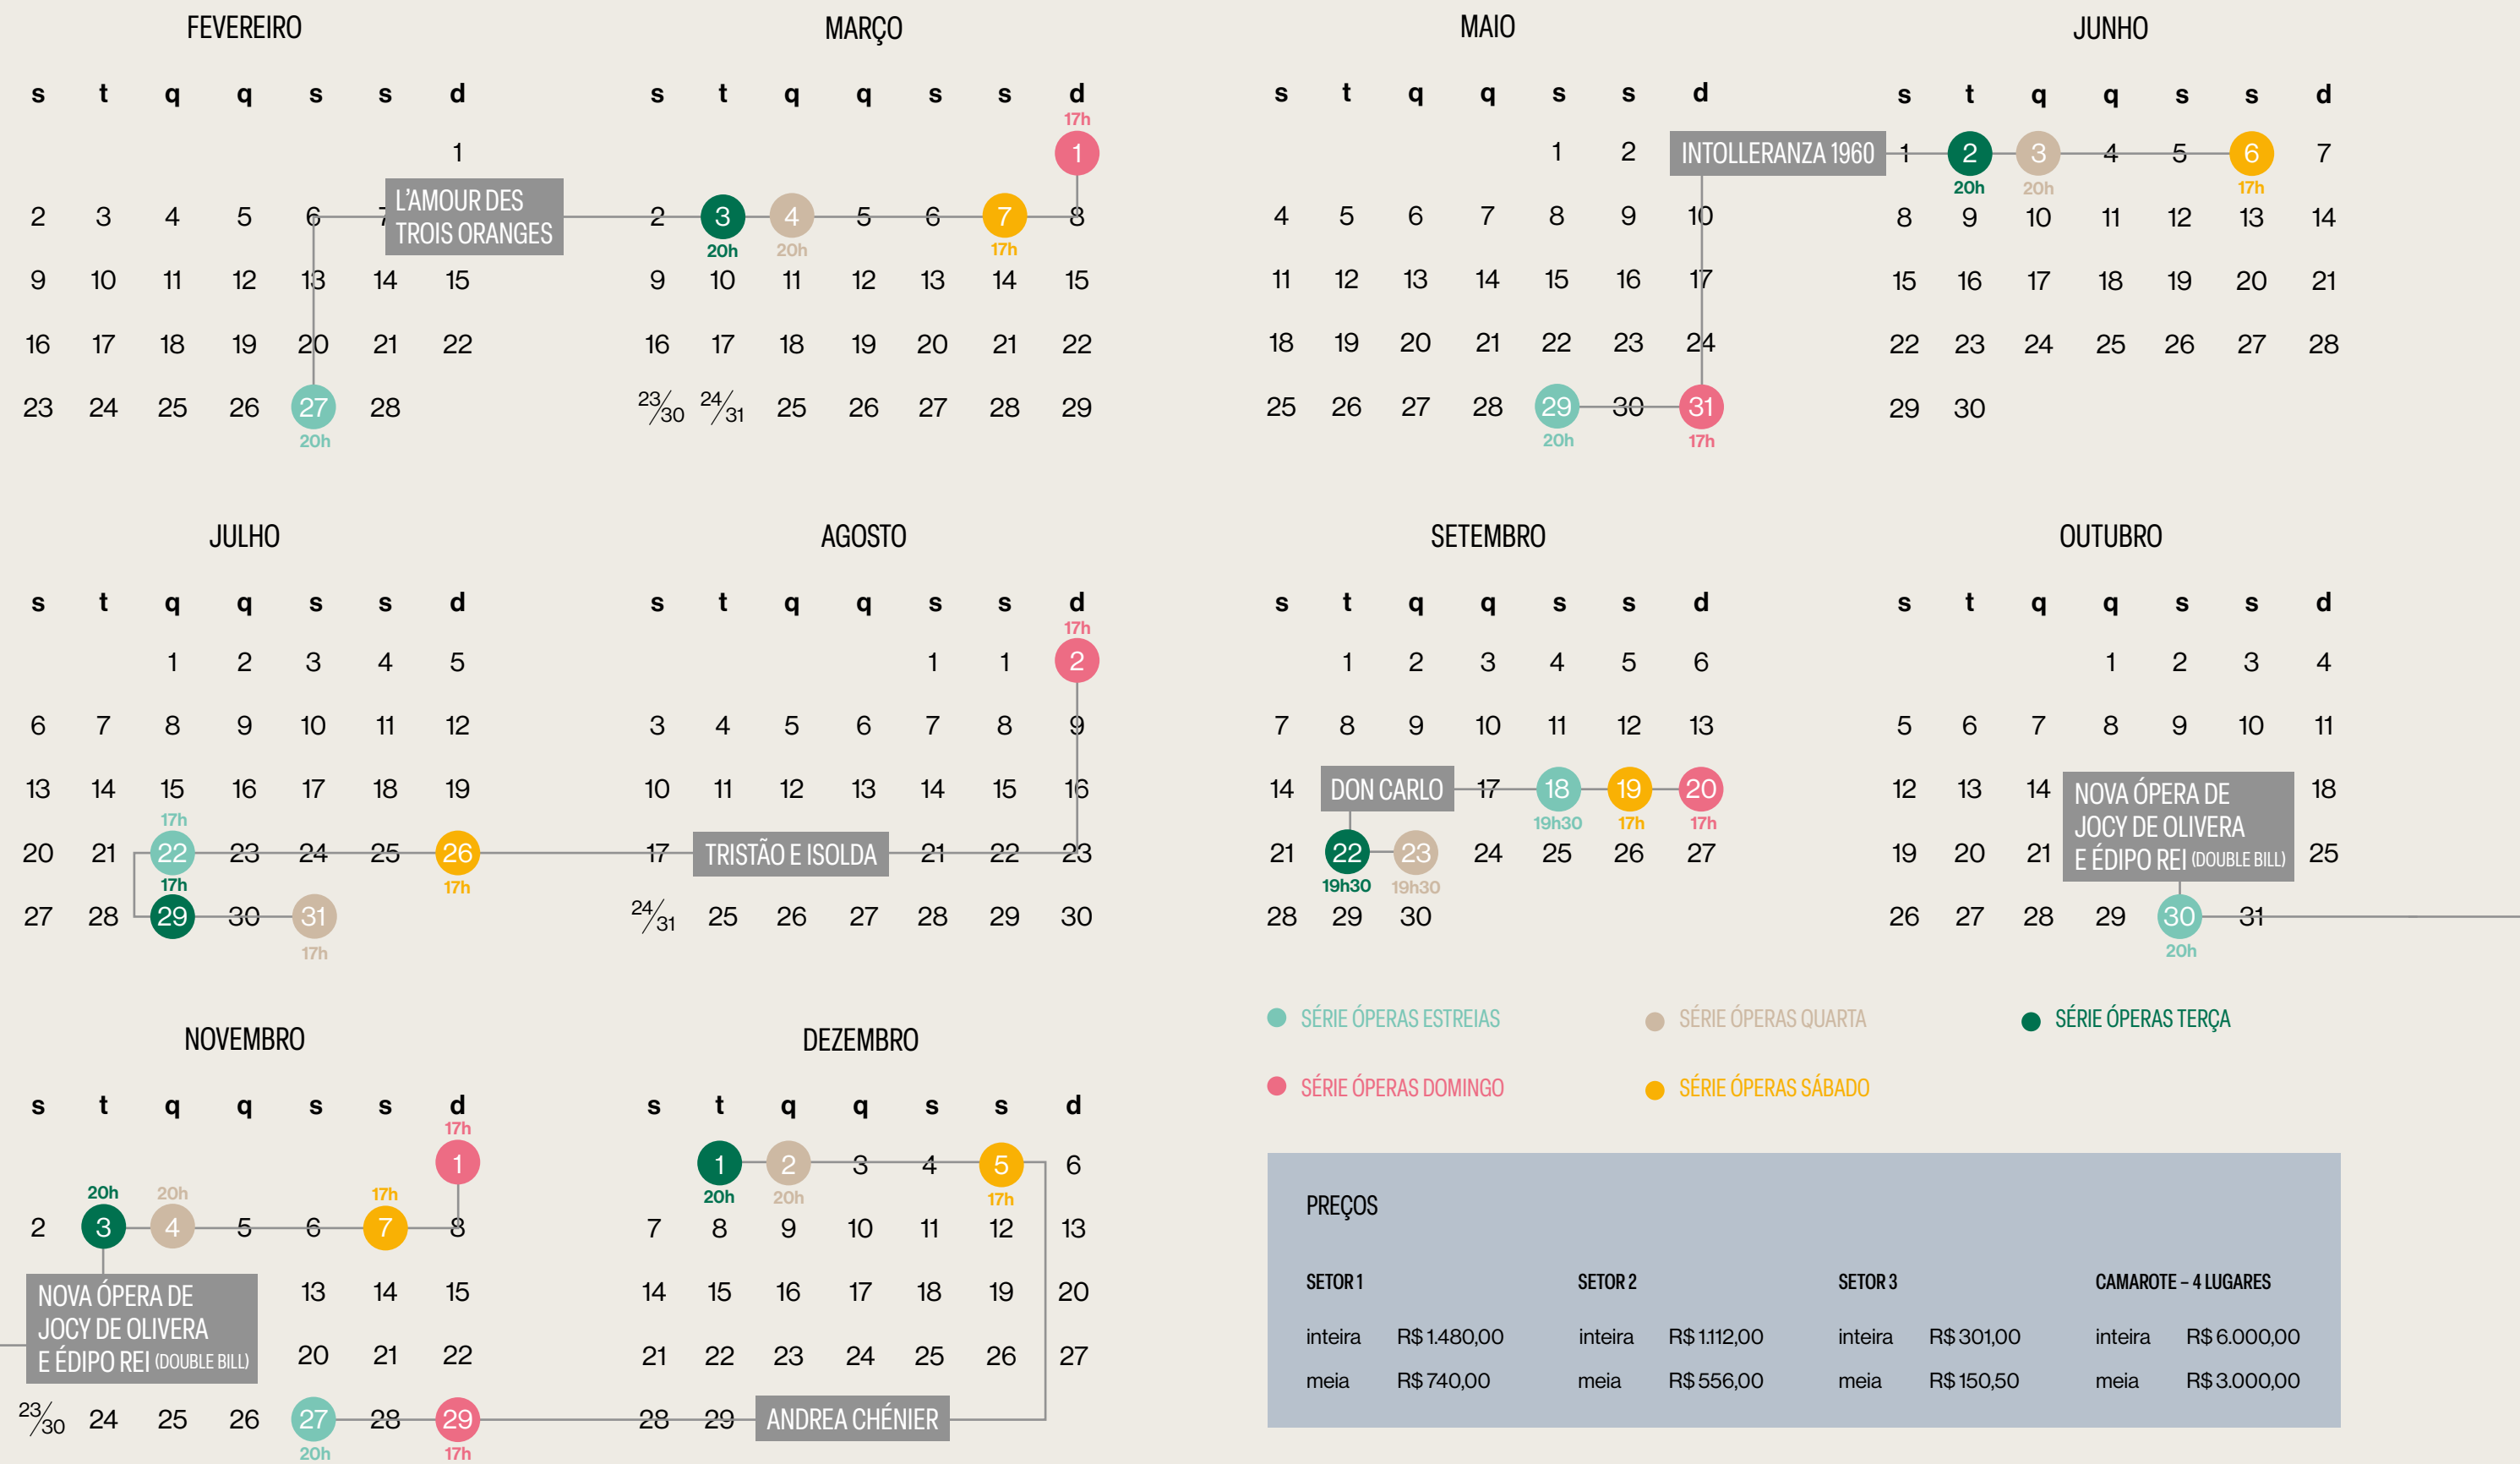 FEVEREIRO
s t q q s s d
1
2 3 4 5 6 7
L'AMOUR DES
TROIS ORANGES
9 10 11 12 13 14 15
16 17 18 19 20 21 22
23 24 25 26 27 28
20h
MARÇO
s t q q s s d
17h
1
2 3 4 5 6 7 8
20h 20h 17h
9 10 11 12 13 14 15
16 17 18 19 20 21 22
23/30 24/31 25 26 27 28 29
MAIO
s t q q s s d
1 2
4 5 6 7 8 9 10
11 12 13 14 15 16 17
18 19 20 21 22 23 24
25 26 27 28 29 30 31
20h 17h
INTOLLERANZA 1960
JUNHO
s t q q s s d
1 2 3 4 5 6 7
20h 20h 17h
8 9 10 11 12 13 14
15 16 17 18 19 20 21
22 23 24 25 26 27 28
29 30
JULHO
s t q q s s d
1 2 3 4 5
6 7 8 9 10 11 12
13 14 15 16 17 18 19
17h
20 21 22 23 24 25 26
17h 17h
27 28 29 30 31
17h
AGOSTO
s t q q s s d
17h
1 1 2
3 4 5 6 7 8 9
10 11 12 13 14 15 16
17 TRISTÃO E ISOLDA 21 22 23
24/31 25 26 27 28 29 30
SETEMBRO
s t q q s s d
1 2 3 4 5 6
7 8 9 10 11 12 13
14 DON CARLO 17 18 19 20
19h30 17h 17h
21 22 23 24 25 26 27
19h30 19h30
28 29 30
OUTUBRO
s t q q s s d
1 2 3 4
5 6 7 8 9 10 11
12 13 14 18
NOVA ÓPERA DE
JOCY DE OLIVERA
E ÉDIPO REI (DOUBLE BILL)
19 20 21 25
26 27 28 29 30 31
20h
NOVEMBRO
s t q q s s d
17h
1
20h 20h 17h
2 3 4 5 6 7 8
NOVA ÓPERA DE
JOCY DE OLIVERA
E ÉDIPO REI (DOUBLE BILL)
13 14 15
20 21 22
23/30 24 25 26 27 28 29
20h 17h
DEZEMBRO
s t q q s s d
1 2 3 4 5 6
20h 20h 17h
7 8 9 10 11 12 13
14 15 16 17 18 19 20
21 22 23 24 25 26 27
28 29 ANDREA CHÉNIER
SÉRIE ÓPERAS ESTREIAS
SÉRIE ÓPERAS QUARTA
SÉRIE ÓPERAS TERÇA
SÉRIE ÓPERAS DOMINGO
SÉRIE ÓPERAS SÁBADO
PREÇOS
SETOR 1 SETOR 2 SETOR 3 CAMAROTE – 4 LUGARES
inteira R$ 1.480,00 inteira R$ 1.112,00 inteira R$ 301,00 inteira R$ 6.000,00
meia R$ 740,00 meia R$ 556,00 meia R$ 150,50 meia R$ 3.000,00